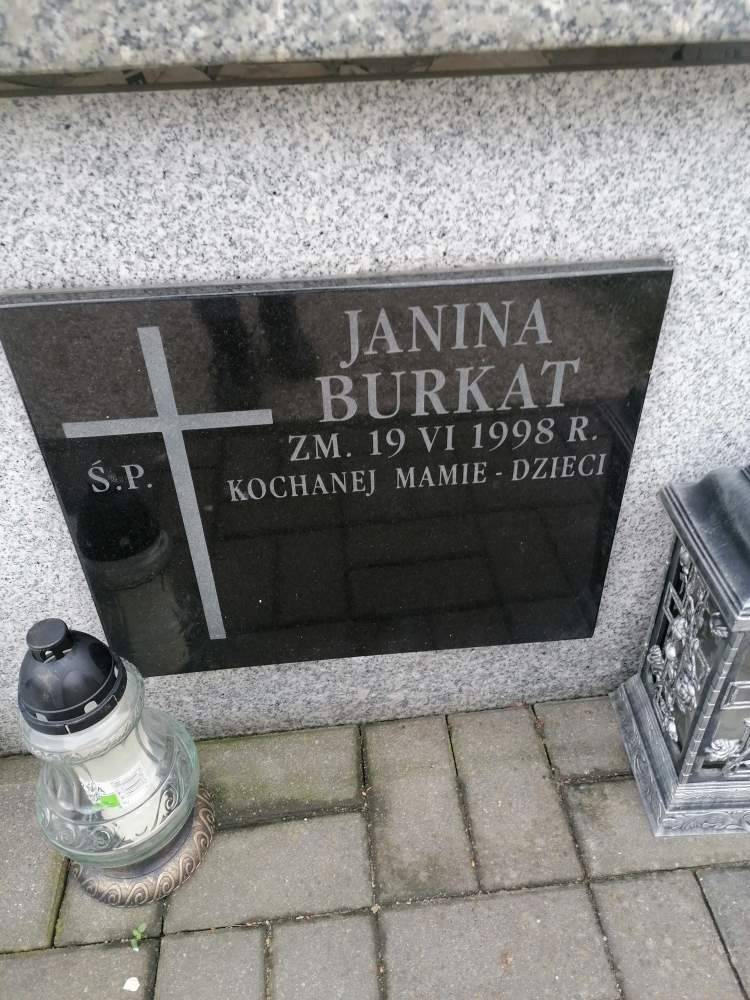 JANINA
BURKAT
ZM. 19 VI 1998 R.
Ś.P.
KOCHANEJ MAMIE - DZIECI